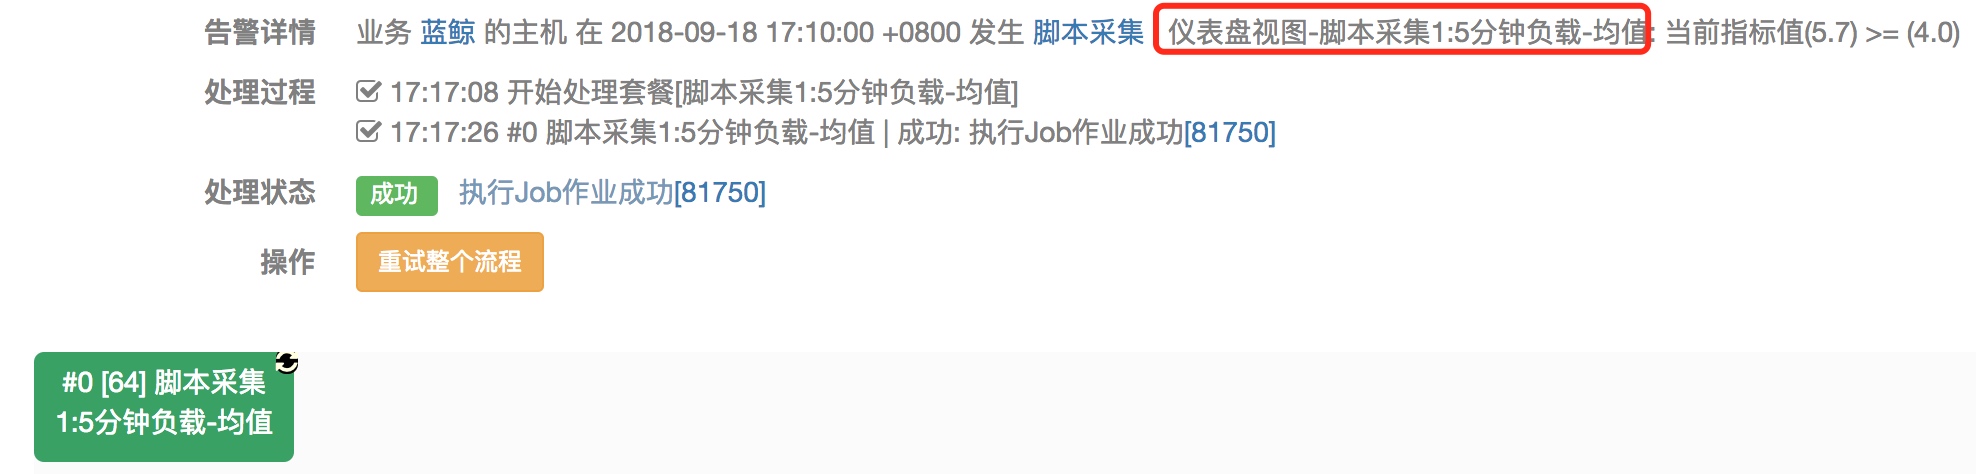 告警详情 业务 蓝鲸 的主机 在 2018-09-18 17:10:00 +0800 发生 脚本采集 仪表盘视图-脚本采集1:5分钟负载-均值: 当前指标值(5.7) >= (4.0)
处理过程 17:17:08 开始处理套餐[脚本采集1:5分钟负载-均值]
17:17:26 #0 脚本采集1:5分钟负载-均值 | 成功: 执行Job作业成功[81750]
处理状态 成功 执行Job作业成功[81750]
操作 重试整个流程
#0 [64] 脚本采集
1:5分钟负载-均值